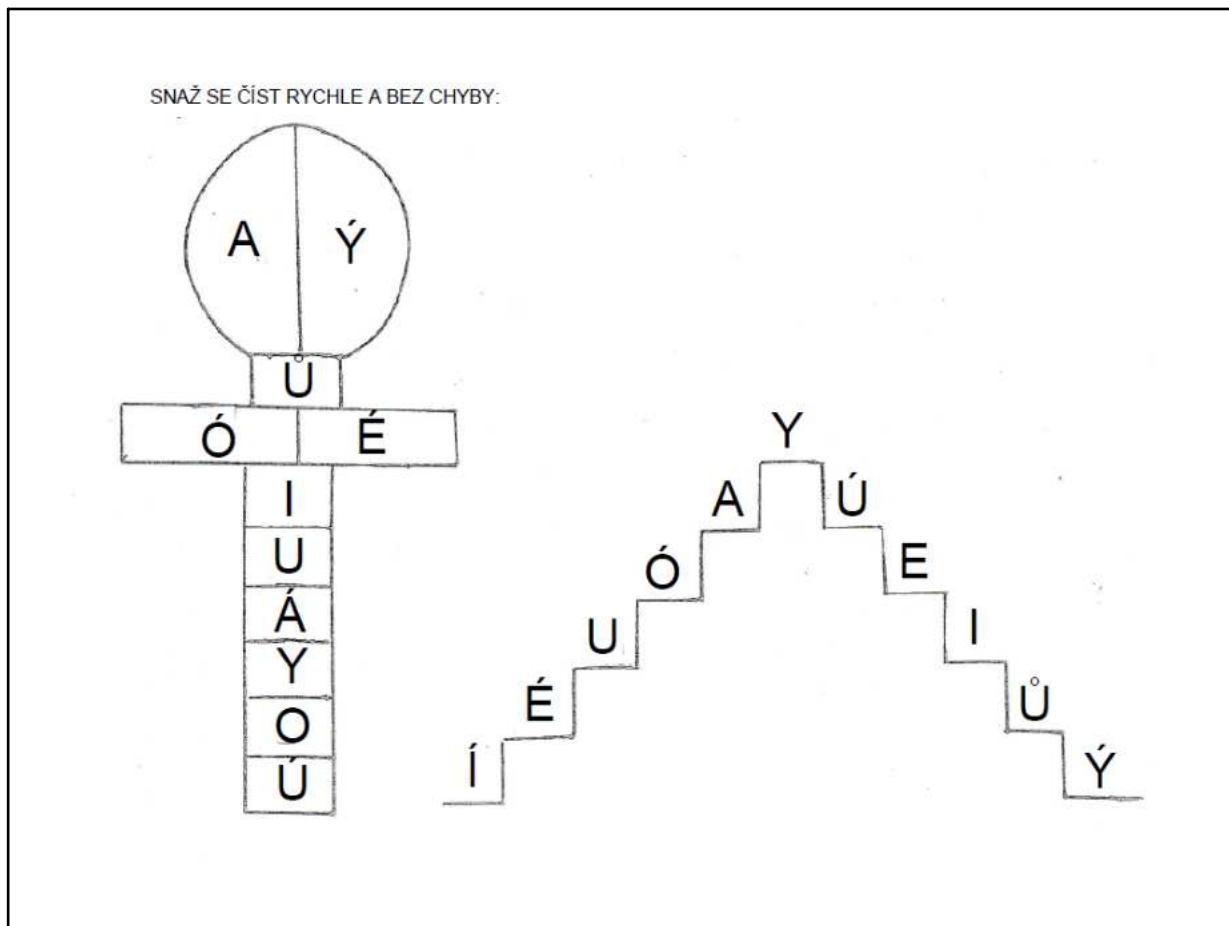 SNAŽ SE ČÍST RYCHLE A BEZ CHYBY:
A Ý
Ů
Ó É
I
U
Á
Y
O
Ú
Í É U Ó A Y Ú E I Ů Ý